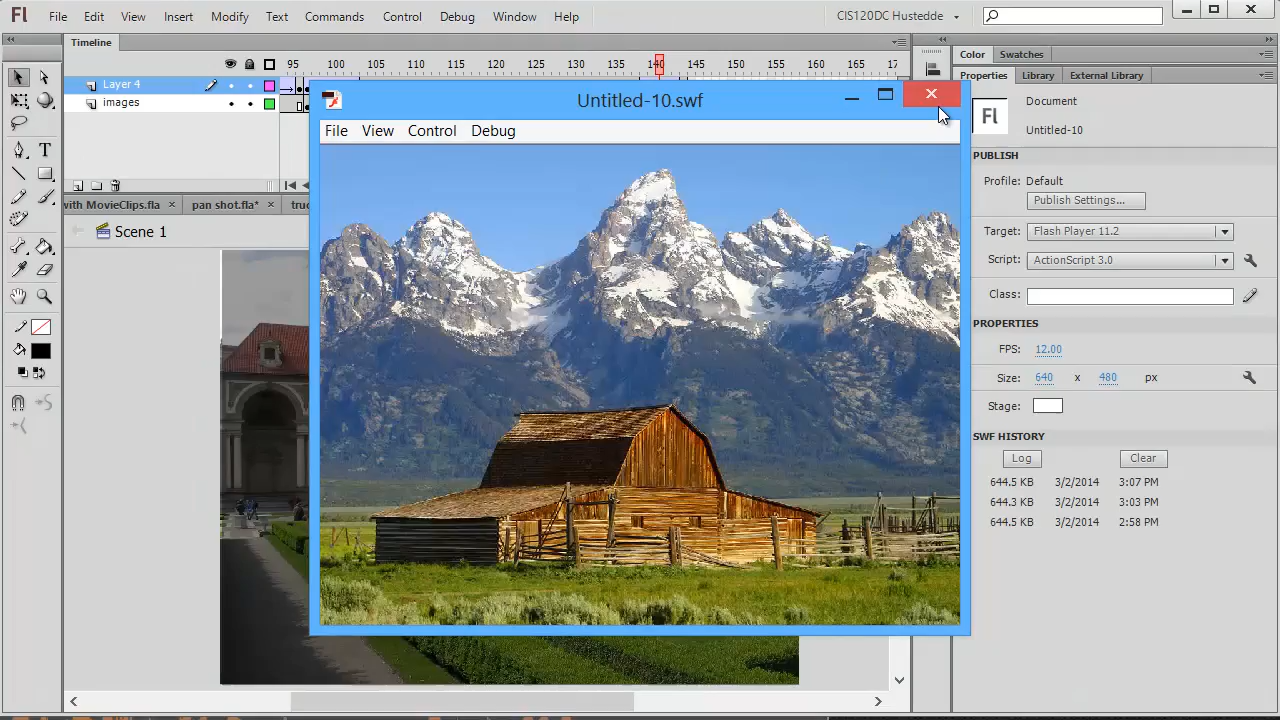 Fl File Edit View Insert Modify Text Commands Control Debug Window Help CIS120DC Hustedde
Timeline
95 100 105 110 115 120 125 130 135 140 145 150 155 160 165 17
Layer 4
images
with MovieClips.fla pan shot.fla* truc
Scene 1
Untitled-10.swf
File View Control Debug
Color Swatches
Properties Library External Library
Fl
Document
Untitled-10
PUBLISH
Profile: Default
Publish Settings...
Target: Flash Player 11.2
Script: ActionScript 3.0
Class:
PROPERTIES
FPS: 12.00
Size: 640 x 480 px
Stage:
SWF HISTORY
Log Clear
644.5 KB 3/2/2014 3:07 PM
644.3 KB 3/2/2014 3:03 PM
644.5 KB 3/2/2014 2:58 PM